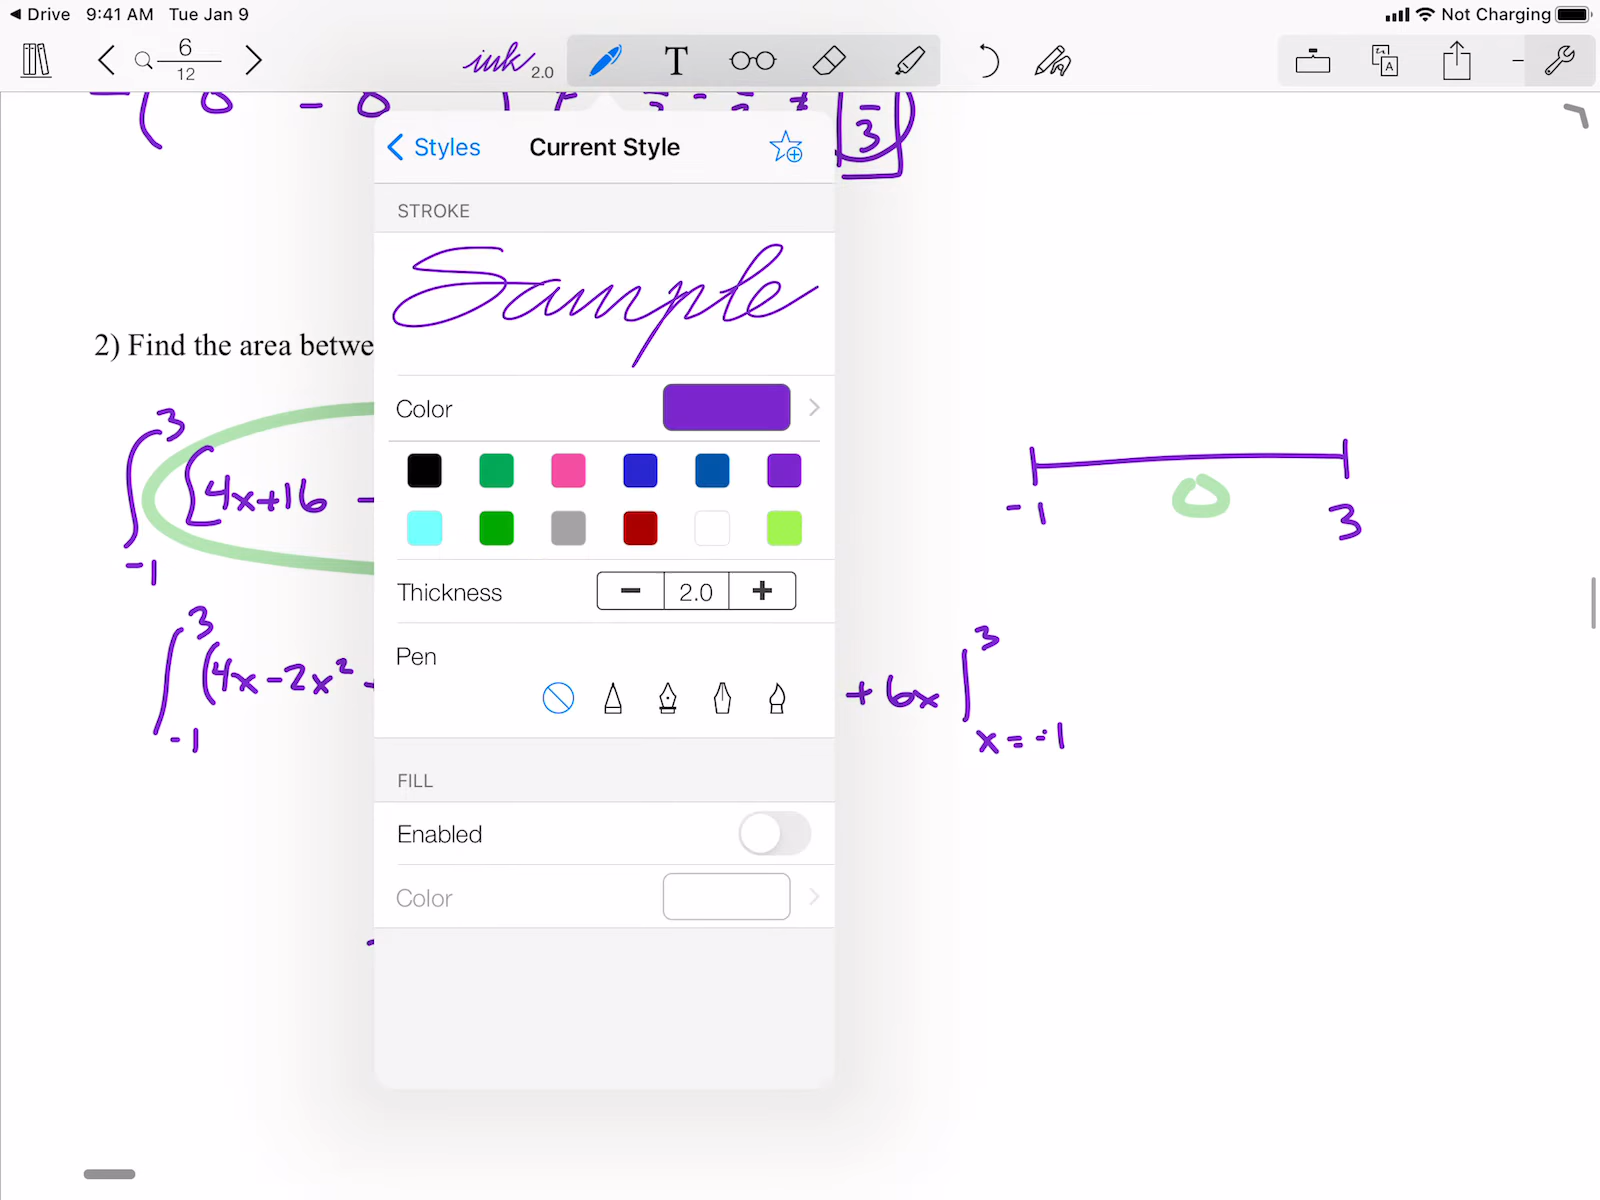 Drive 9:41 AM Tue Jan 9 Not Charging
6
12
ink 2.0 T A
3
Styles Current Style
STROKE
Sample
2) Find the area betwe
Color
3
[4x+16 -
-1
-1 0 3
Thickness 2.0
3
(4x-2x²
-1
Pen
+ 6x
3
x=-1
FILL
Enabled
Color